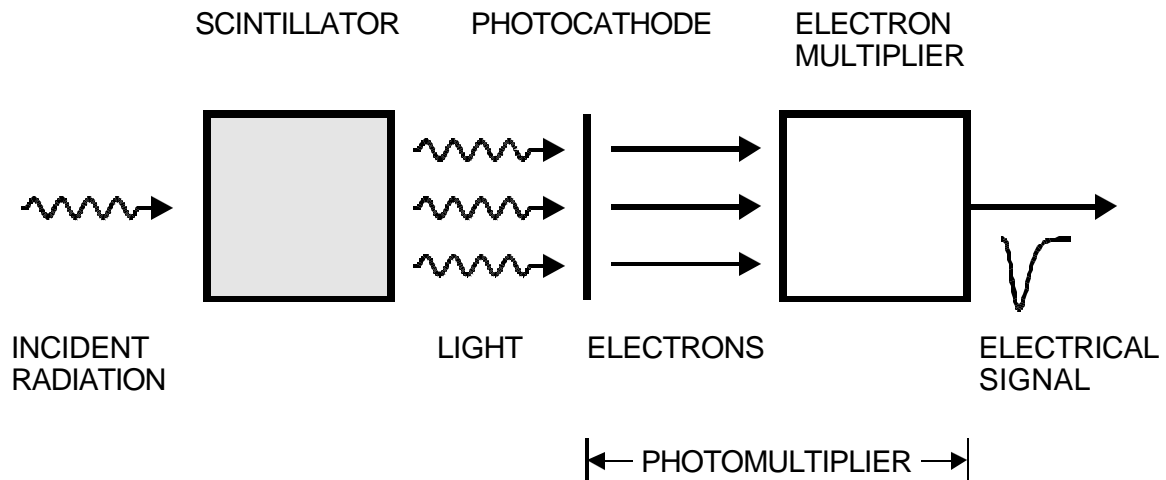 SCINTILLATOR
PHOTOCATHODE
ELECTRON
MULTIPLIER
INCIDENT
RADIATION
LIGHT
ELECTRONS
ELECTRICAL
SIGNAL
PHOTOMULTIPLIER